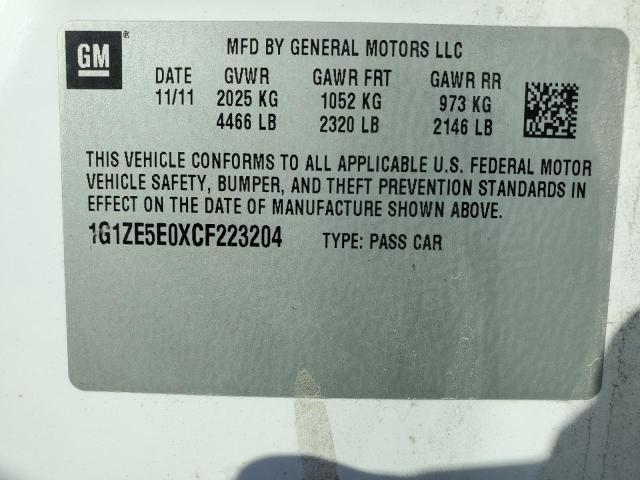 GM ®
MFD BY GENERAL MOTORS LLC
DATE GVWR GAWR FRT GAWR RR
11/11 2025 KG 1052 KG 973 KG
4466 LB 2320 LB 2146 LB
THIS VEHICLE CONFORMS TO ALL APPLICABLE U.S. FEDERAL MOTOR
VEHICLE SAFETY, BUMPER, AND THEFT PREVENTION STANDARDS IN
EFFECT ON THE DATE OF MANUFACTURE SHOWN ABOVE.
1G1ZE5E0XCF223204 TYPE: PASS CAR